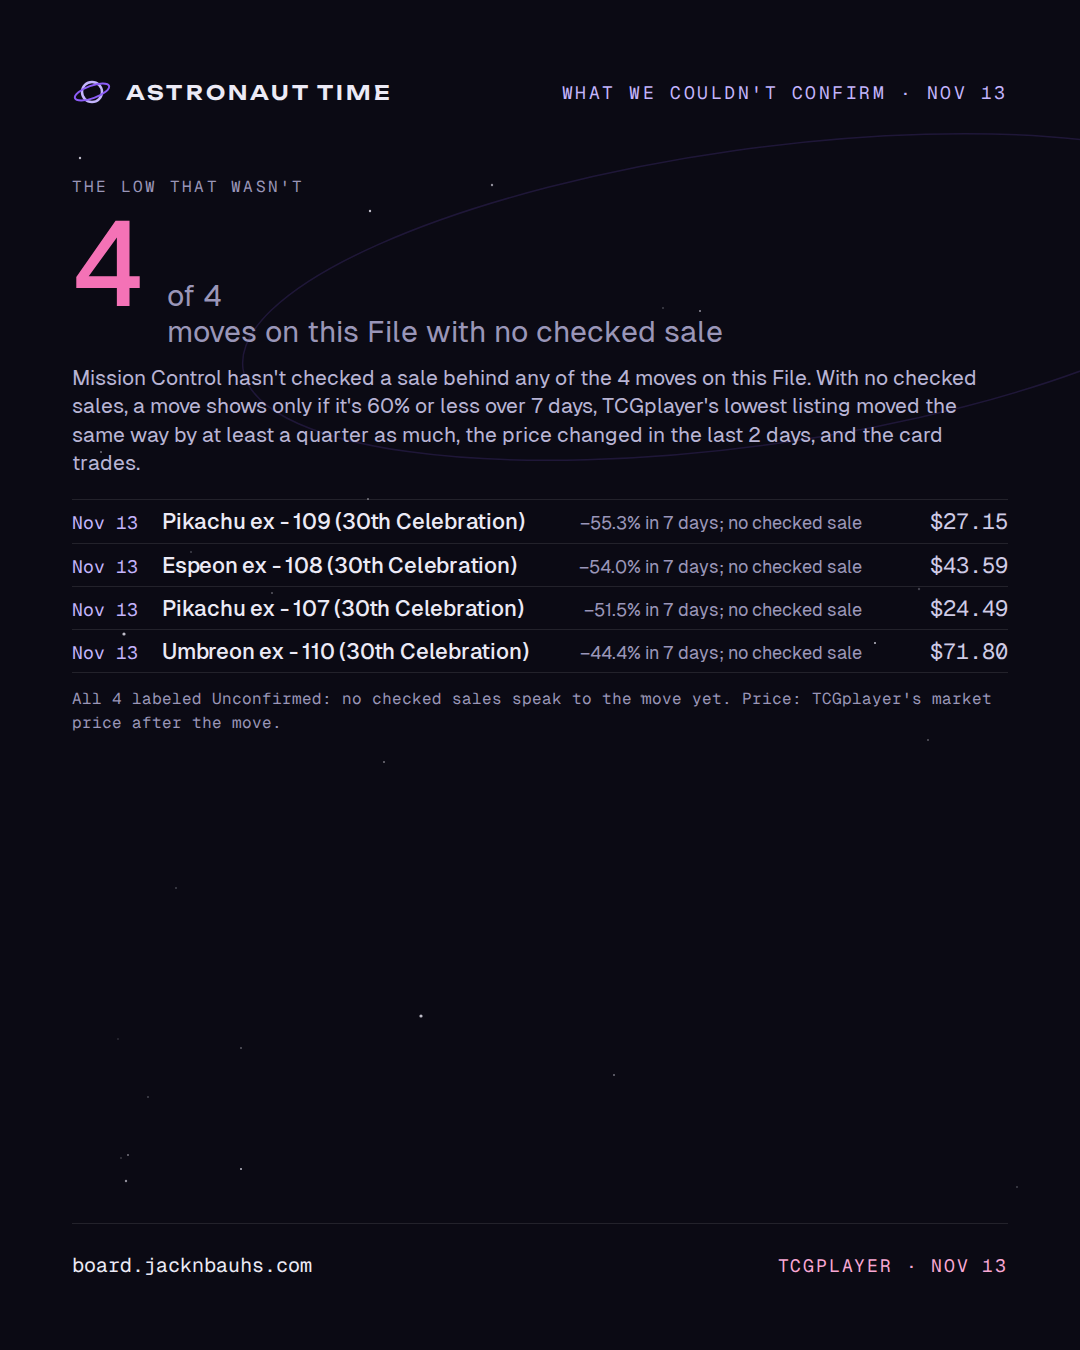 ASTRONAUT TIME
WHAT WE COULDN'T CONFIRM · NOV 13
THE LOW THAT WASN'T
4 of 4
moves on this File with no checked sale
Mission Control hasn't checked a sale behind any of the 4 moves on this File. With no checked
sales, a move shows only if it's 60% or less over 7 days, TCGplayer's lowest listing moved the
same way by at least a quarter as much, the price changed in the last 2 days, and the card
trades.
Nov 13 Pikachu ex - 109 (30th Celebration) −55.3% in 7 days; no checked sale $27.15
Nov 13 Espeon ex - 108 (30th Celebration) −54.0% in 7 days; no checked sale $43.59
Nov 13 Pikachu ex - 107 (30th Celebration) −51.5% in 7 days; no checked sale $24.49
Nov 13 Umbreon ex - 110 (30th Celebration) −44.4% in 7 days; no checked sale $71.80
All 4 labeled Unconfirmed: no checked sales speak to the move yet. Price: TCGplayer's market
price after the move.
board.jacknbauhs.com
TCGPLAYER · NOV 13